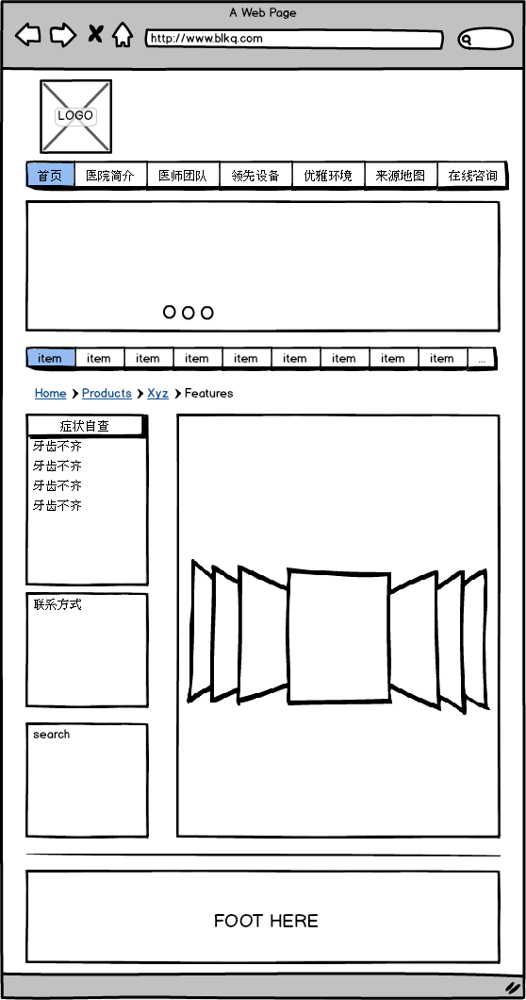 A Web Page
http://www.blkq.com
LOGO
首页 医院简介 医师团队 领先设备 优雅环境 来源地图 在线咨询
item item item item item item item item item ...
Home Products Xyz Features
症状自查
牙齿不齐
牙齿不齐
牙齿不齐
牙齿不齐
联系方式
search
FOOT HERE